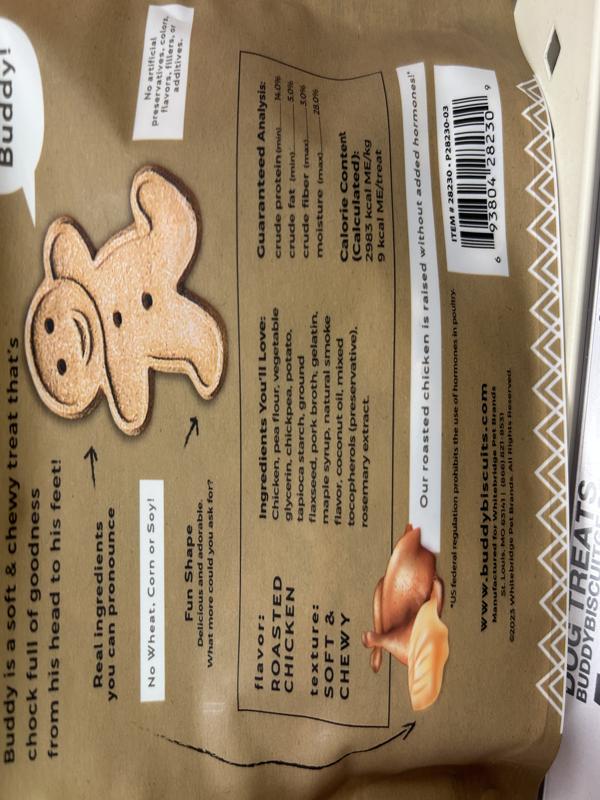 Buddy!
Buddy is a soft & chewy treat that's
chock full of goodness
from his head to his feet!
Real ingredients
you can pronounce
No Wheat, Corn or Soy!
Fun Shape
Delicious and adorable.
What more could you ask for?
No artificial
preservatives, colors,
flavors, fillers, or
additives.
flavor:
ROASTED
CHICKEN
texture:
SOFT &
CHEWY
Ingredients You'll Love:
Chicken, pea flour, vegetable
glycerin, chickpea, potato,
tapioca starch, ground
flaxseed, pork broth, gelatin,
maple syrup, natural smoke
flavor, coconut oil, mixed
tocopherols (preservative),
rosemary extract.
Guaranteed Analysis:
crude protein (min)........14.0%
crude fat (min)........5.0%
crude fiber (max)........3.0%
moisture (max)........28.0%
Calorie Content
(Calculated):
2983 kcal ME/kg
9 kcal ME/treat
Our roasted chicken is raised without added hormones!*
*US federal regulation prohibits the use of hormones in poultry.
www.buddybiscuits.com
Manufactured for Whitebridge Pet Brands
St. Louis, MO 63141 | (866) 821-8531
©2023 Whitebridge Pet Brands. All Rights Reserved.
ITEM # 28230 • P28230-03
6 93804 28230 9
DOG TREATS